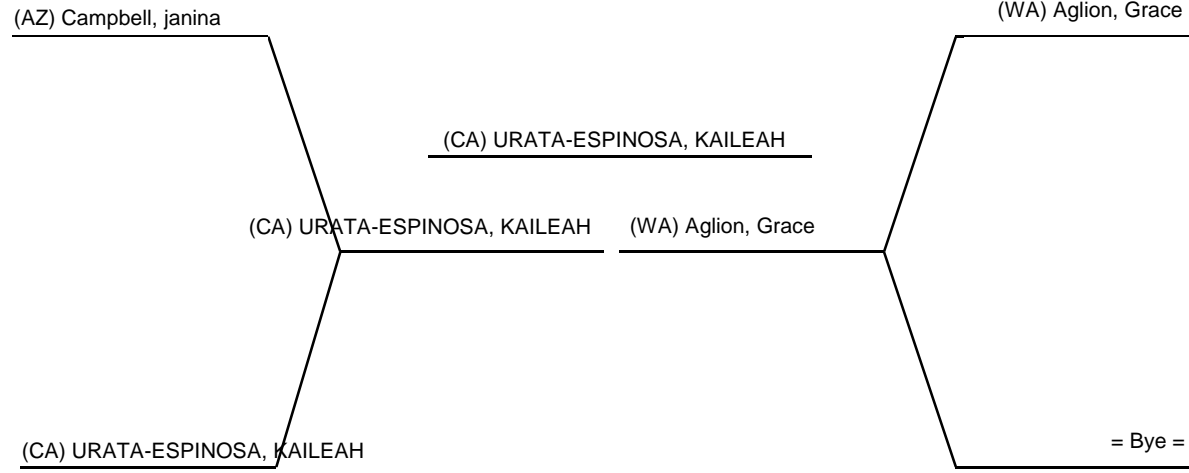 (AZ) Campbell, janina
(WA) Aglion, Grace
(CA) URATA-ESPINOSA, KAILEAH
(CA) URATA-ESPINOSA, KAILEAH
(WA) Aglion, Grace
(CA) URATA-ESPINOSA, KAILEAH
= Bye =